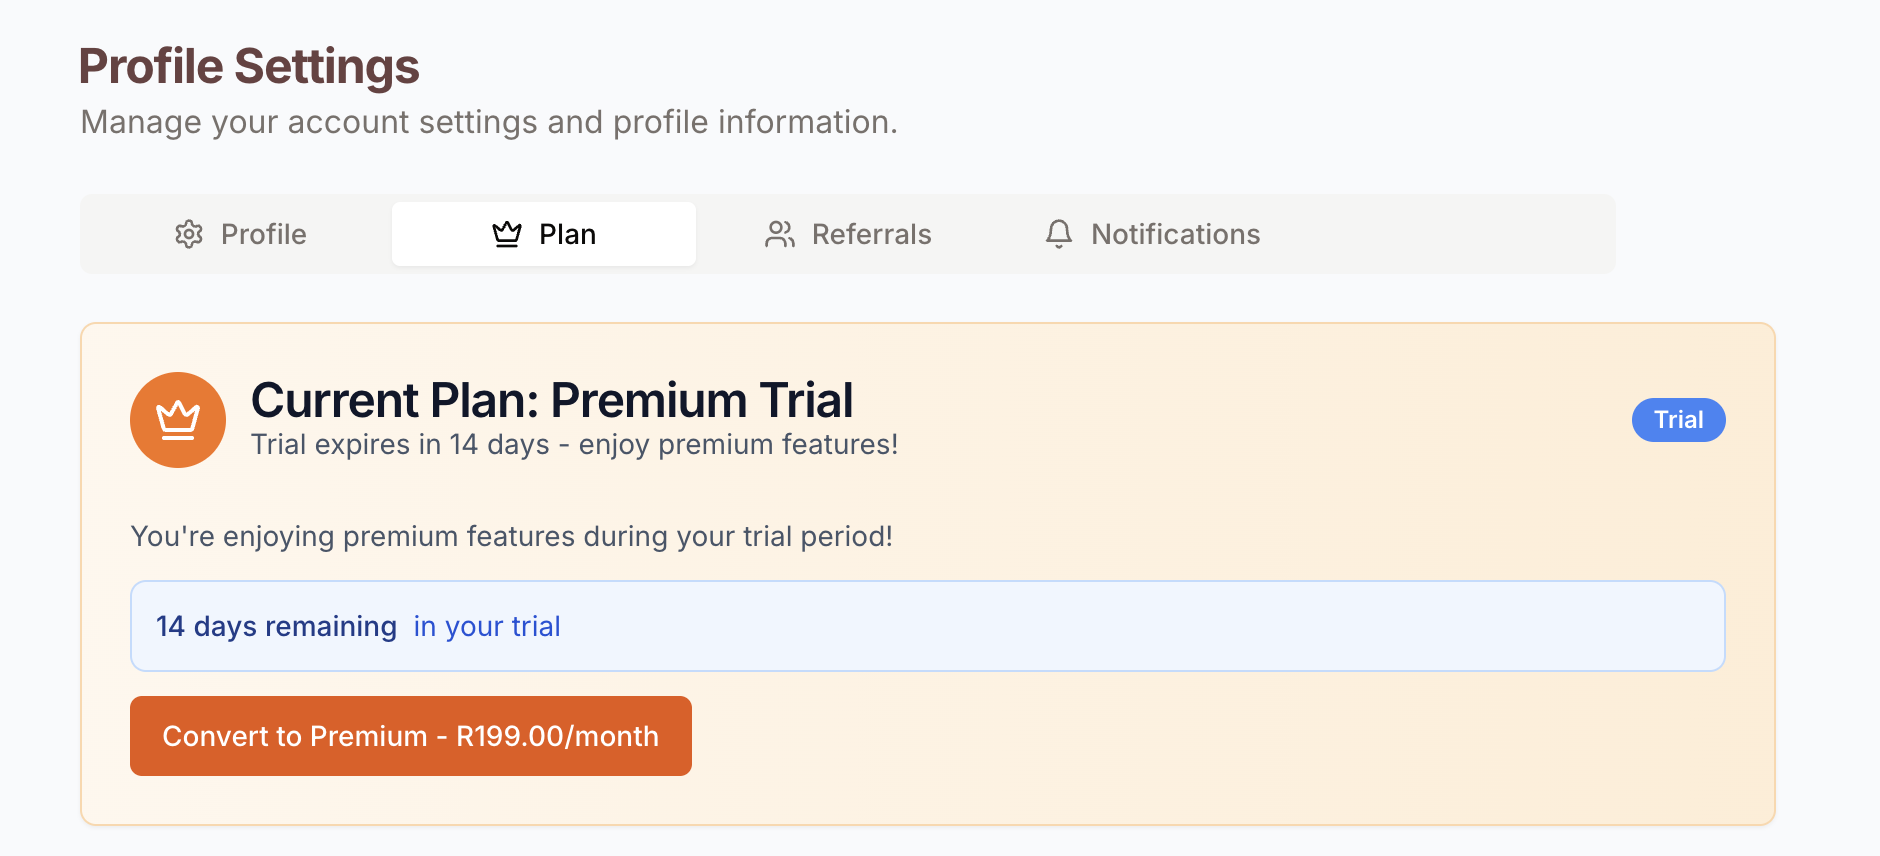 Profile Settings
Manage your account settings and profile information.
Profile
Plan
Referrals
Notifications
Current Plan: Premium Trial
Trial expires in 14 days - enjoy premium features!
Trial
You're enjoying premium features during your trial period!
14 days remaining in your trial
Convert to Premium - R199.00/month